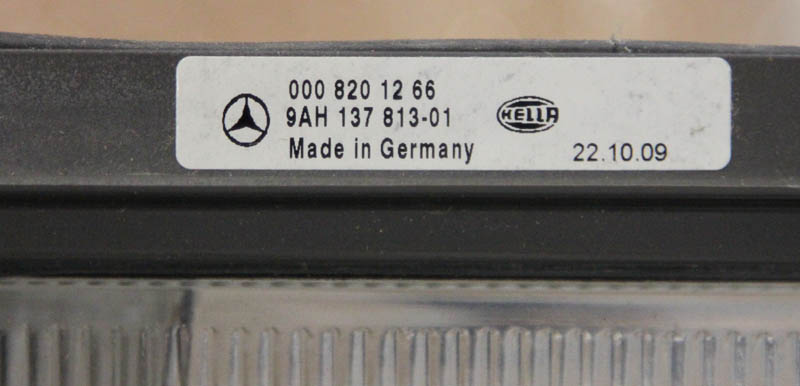 000 820 12 66
9AH 137 813-01
HELLA
Made in Germany
22.10.09